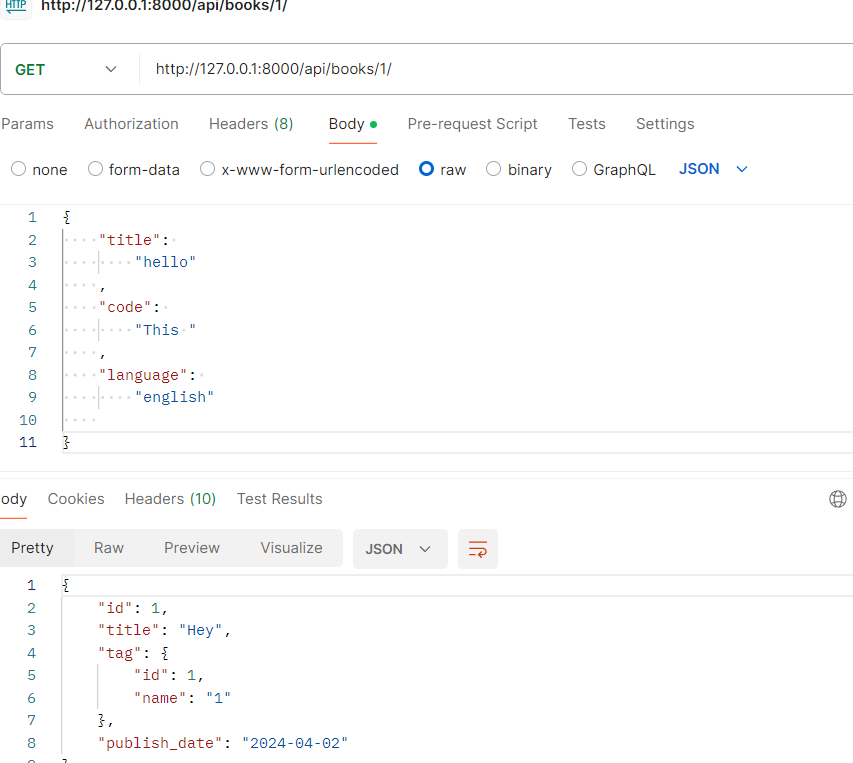 HTTP http://127.0.0.1:8000/api/books/1/
GET http://127.0.0.1:8000/api/books/1/
Params Authorization Headers (8) Body Pre-request Script Tests Settings
none form-data x-www-form-urlencoded raw binary GraphQL JSON
1 {
2 "title":
3 "hello"
4 ,
5 "code":
6 "This "
7 ,
8 "language":
9 "english"
10
11 }
ody Cookies Headers (10) Test Results
Pretty Raw Preview Visualize JSON
1 {
2 "id": 1,
3 "title": "Hey",
4 "tag": {
5 "id": 1,
6 "name": "1"
7 },
8 "publish_date": "2024-04-02"